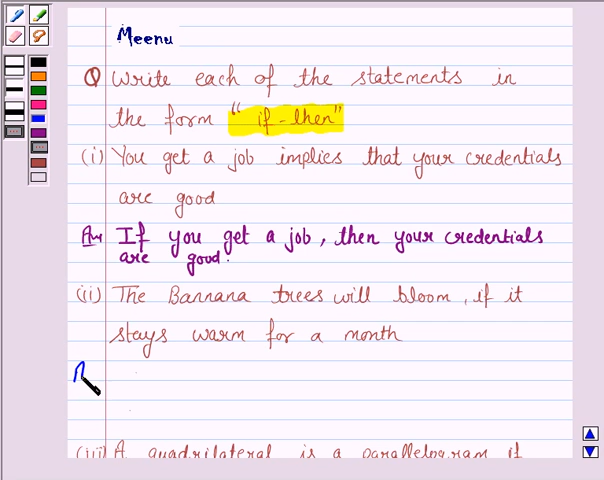 Meenu
Q Write each of the statements in
the form "if-then"
(i) You get a job implies that your credentials
are good
Ans If you get a job, then your credentials
are good.
(ii) The Bannana trees will bloom, if it
stays warm for a month
(iii) A quadrilateral is a parallelogram if